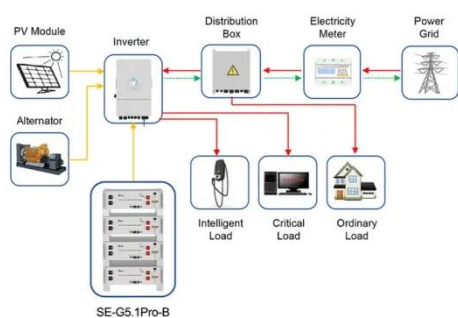 PV Module
Inverter
Distribution
Box
Electricity
Meter
Power
Grid
Alternator
Intelligent
Load
Critical
Load
Ordinary
Load
SE-G5.1Pro-B